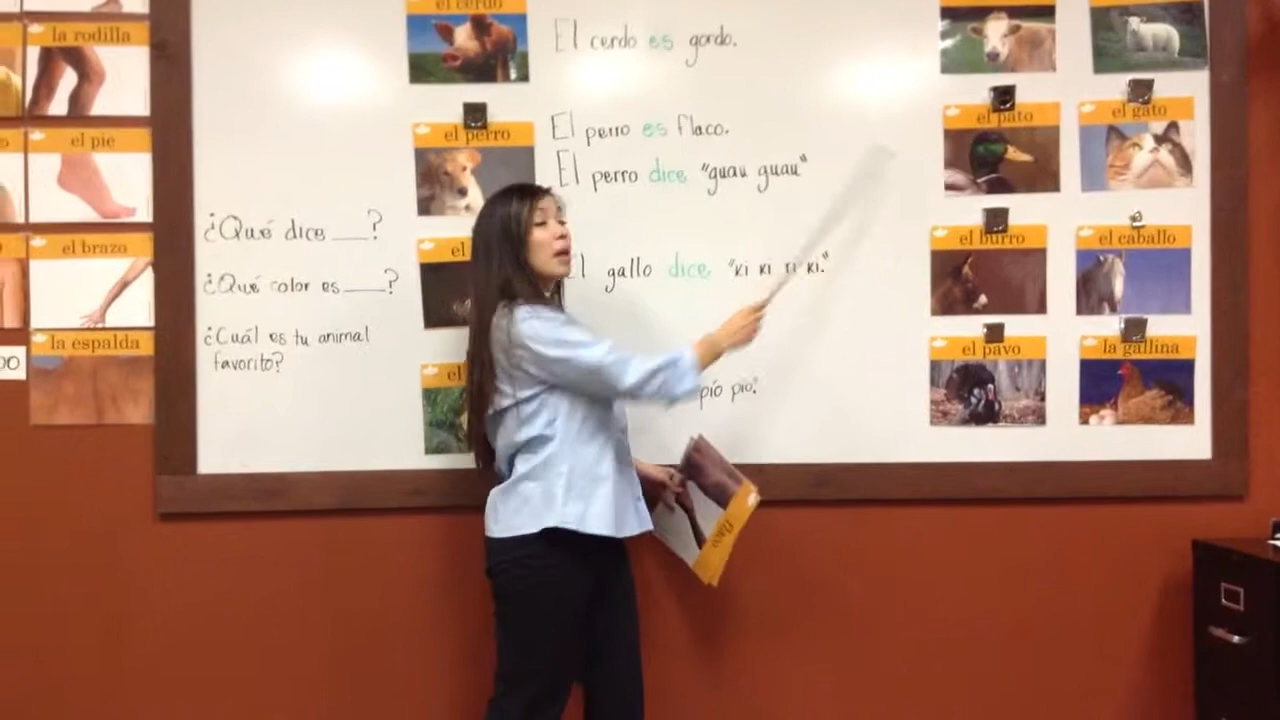 la rodilla
el pie
el brazo
la espalda
¿Qué dice ___?
¿Qué color es ___?
¿Cuál es tu animal
favorito?
el cerdo
El cerdo es gordo.
el perro
El perro es flaco.
El perro dice "guau guau"
el
gallo dice "ki ki ri ki."
el
pío pío."
flaco
el pato
el gato
el burro
el caballo
el pavo
la gallina